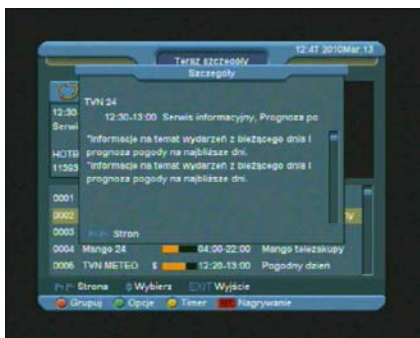 12:47 2010Mar.13
Teraz szczegóły
Szczegóły
TVN 24
12:30-13:00 Serwis informacyjny, Prognoza po
"Informacje na temat wydarzeń z bieżącego dnia i
prognoza pogody na najbliższe dni.
"Informacje na temat wydarzeń z bieżącego dnia i
prognoza pogody na najbliższe dni.
Stron
12:30
Serwi
HOTB
0001
0002
0003
0004 Mango 24 04:00-22:00 Mango telezakupy
0005 TVN METEO $ 12:20-13:00 Pogodny dzień
Strona Wybierz EXIT Wyjście
Grupuj Opcje Timer Nagrywanie